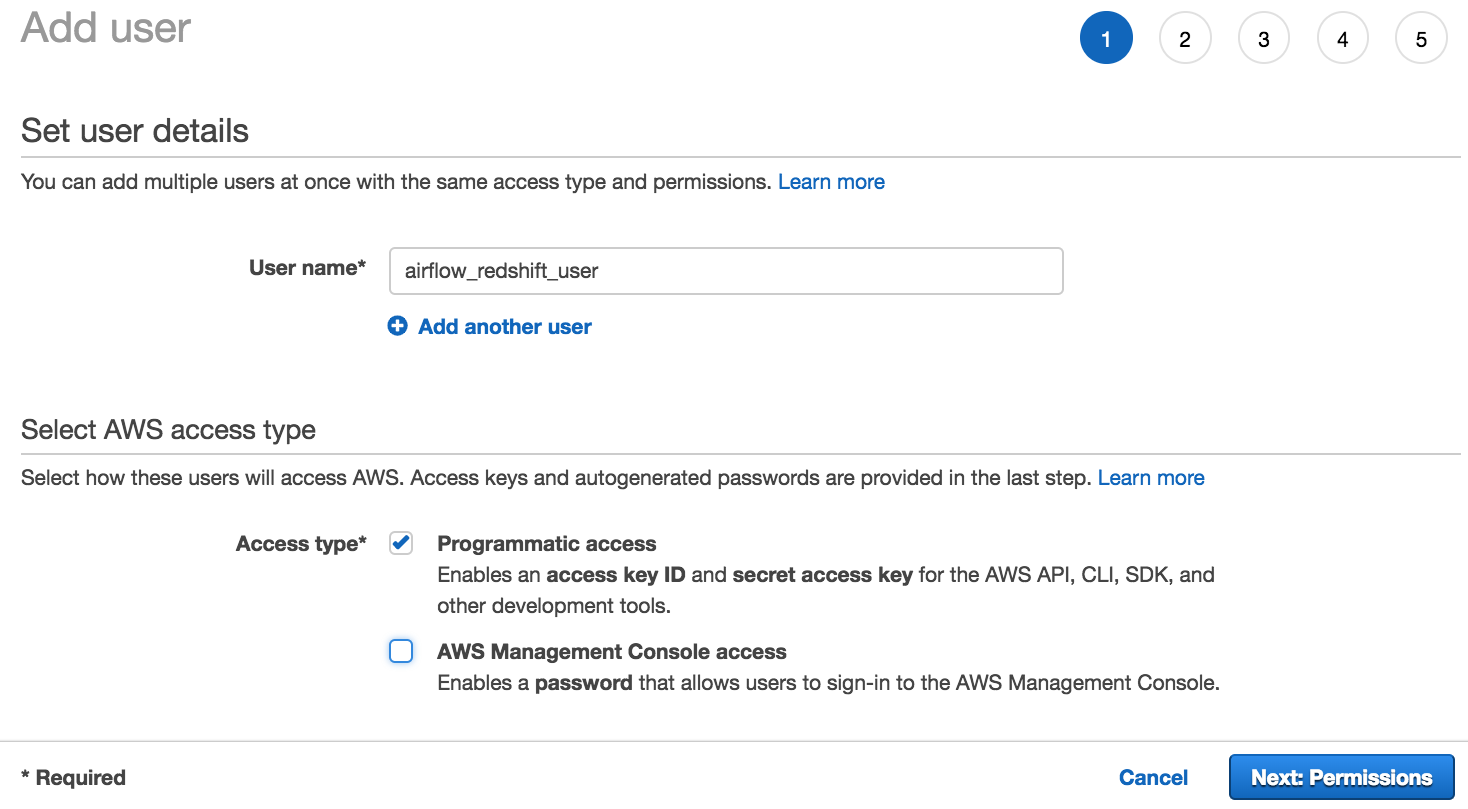 Add user
1 2 3 4 5
Set user details
You can add multiple users at once with the same access type and permissions. Learn more
User name* airflow_redshift_user
Add another user
Select AWS access type
Select how these users will access AWS. Access keys and autogenerated passwords are provided in the last step. Learn more
Access type* Programmatic access
Enables an access key ID and secret access key for the AWS API, CLI, SDK, and
other development tools.
AWS Management Console access
Enables a password that allows users to sign-in to the AWS Management Console.
* Required Cancel Next: Permissions